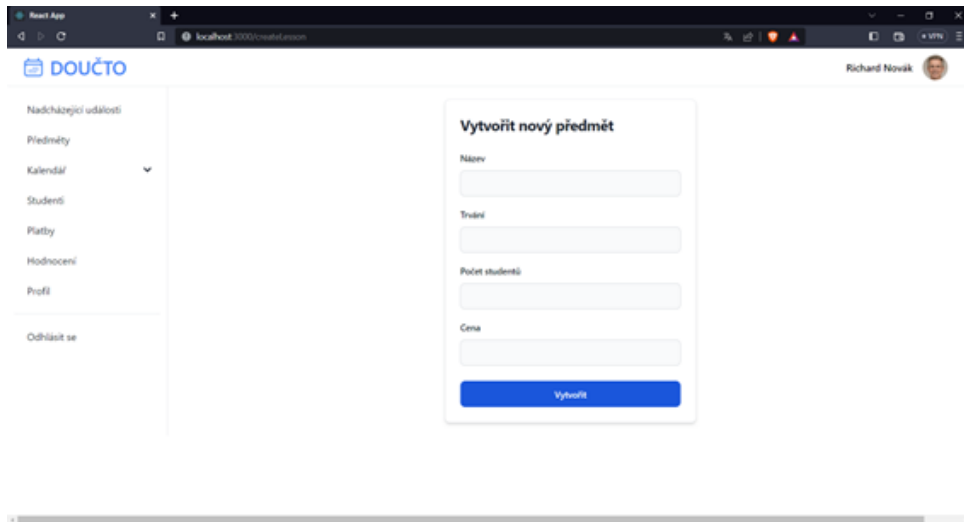 React App
localhost:3000/createLesson
VPN
DOUČTO
Richard Novák
Nadcházející události
Předměty
Kalendář
Studenti
Platby
Hodnocení
Profil
Odhlásit se
Vytvořit nový předmět
Název
Trvání
Počet studentů
Cena
Vytvořit